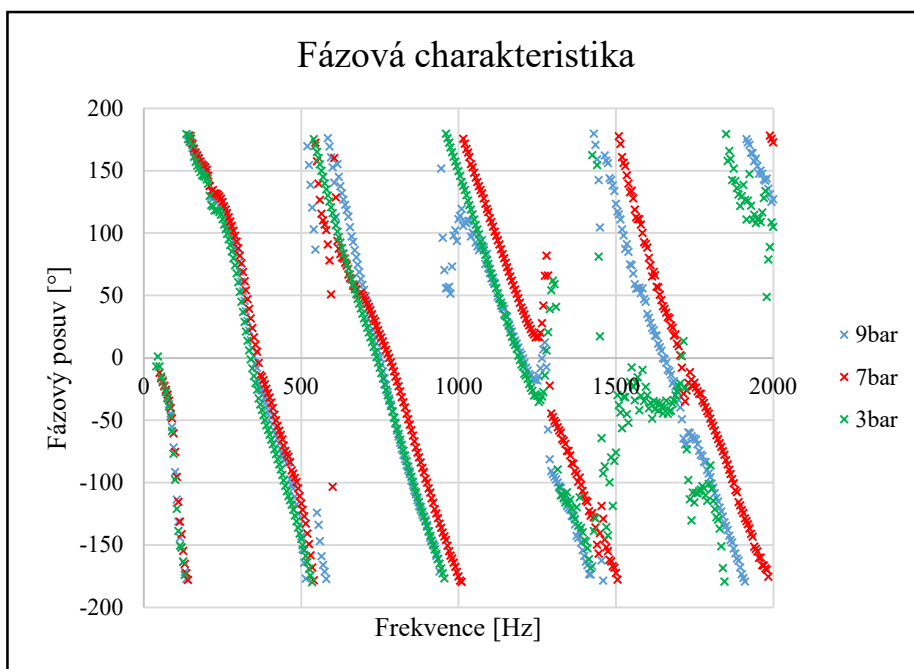 Fázová charakteristika
Fázový posuv [°]
200
150
100
50
0
-50
-100
-150
-200
0
500
1000
1500
2000
Frekvence [Hz]
9bar
7bar
3bar